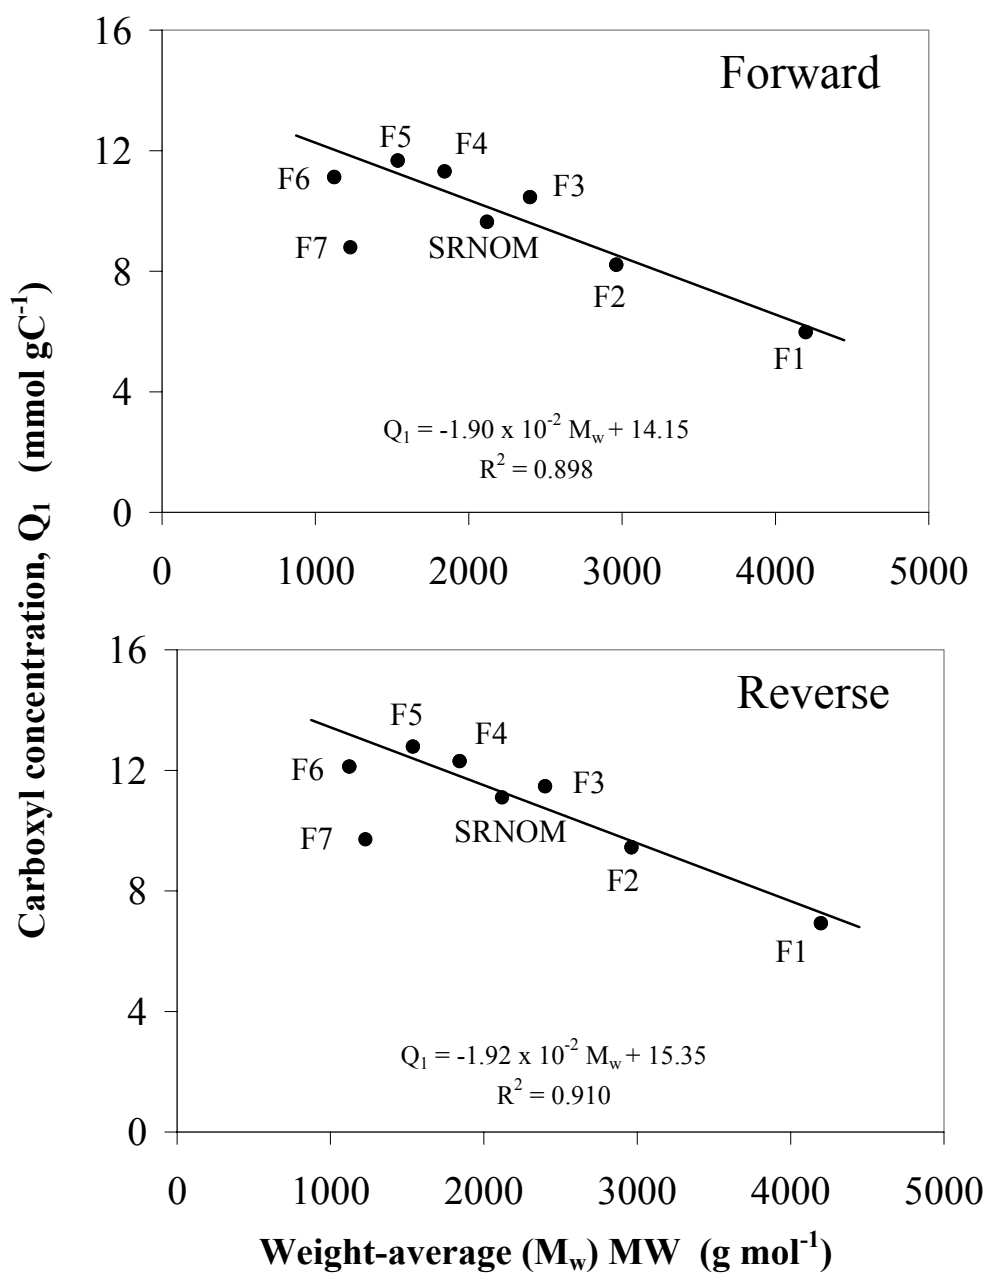 Carboxyl concentration, Q₁ (mmol gC⁻¹)
16
12
8
4
0
Forward
F5
F4
F6
F3
F7
SRNOM
F2
F1
Q₁ = -1.90 x 10⁻² M_w + 14.15
R² = 0.898
0 1000 2000 3000 4000 5000
16
12
8
4
0
Reverse
F5
F4
F6
F3
F7
SRNOM
F2
F1
Q₁ = -1.92 x 10⁻² M_w + 15.35
R² = 0.910
0 1000 2000 3000 4000 5000
Weight-average (M_w) MW (g mol⁻¹)